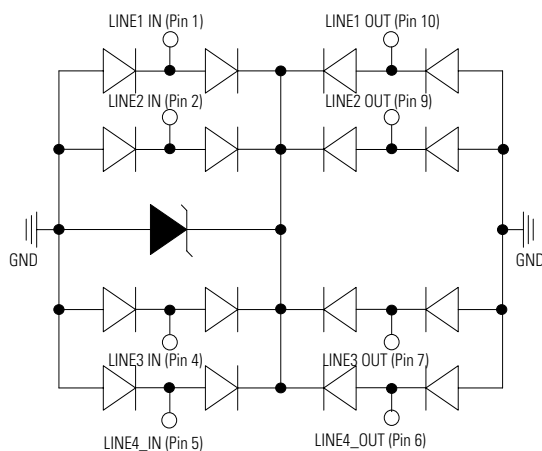 LINE1 IN (Pin 1)
LINE1 OUT (Pin 10)
LINE2 IN (Pin 2)
LINE2 OUT (Pin 9)
GND
GND
LINE3 IN (Pin 4)
LINE3 OUT (Pin 7)
LINE4_IN (Pin 5)
LINE4_OUT (Pin 6)